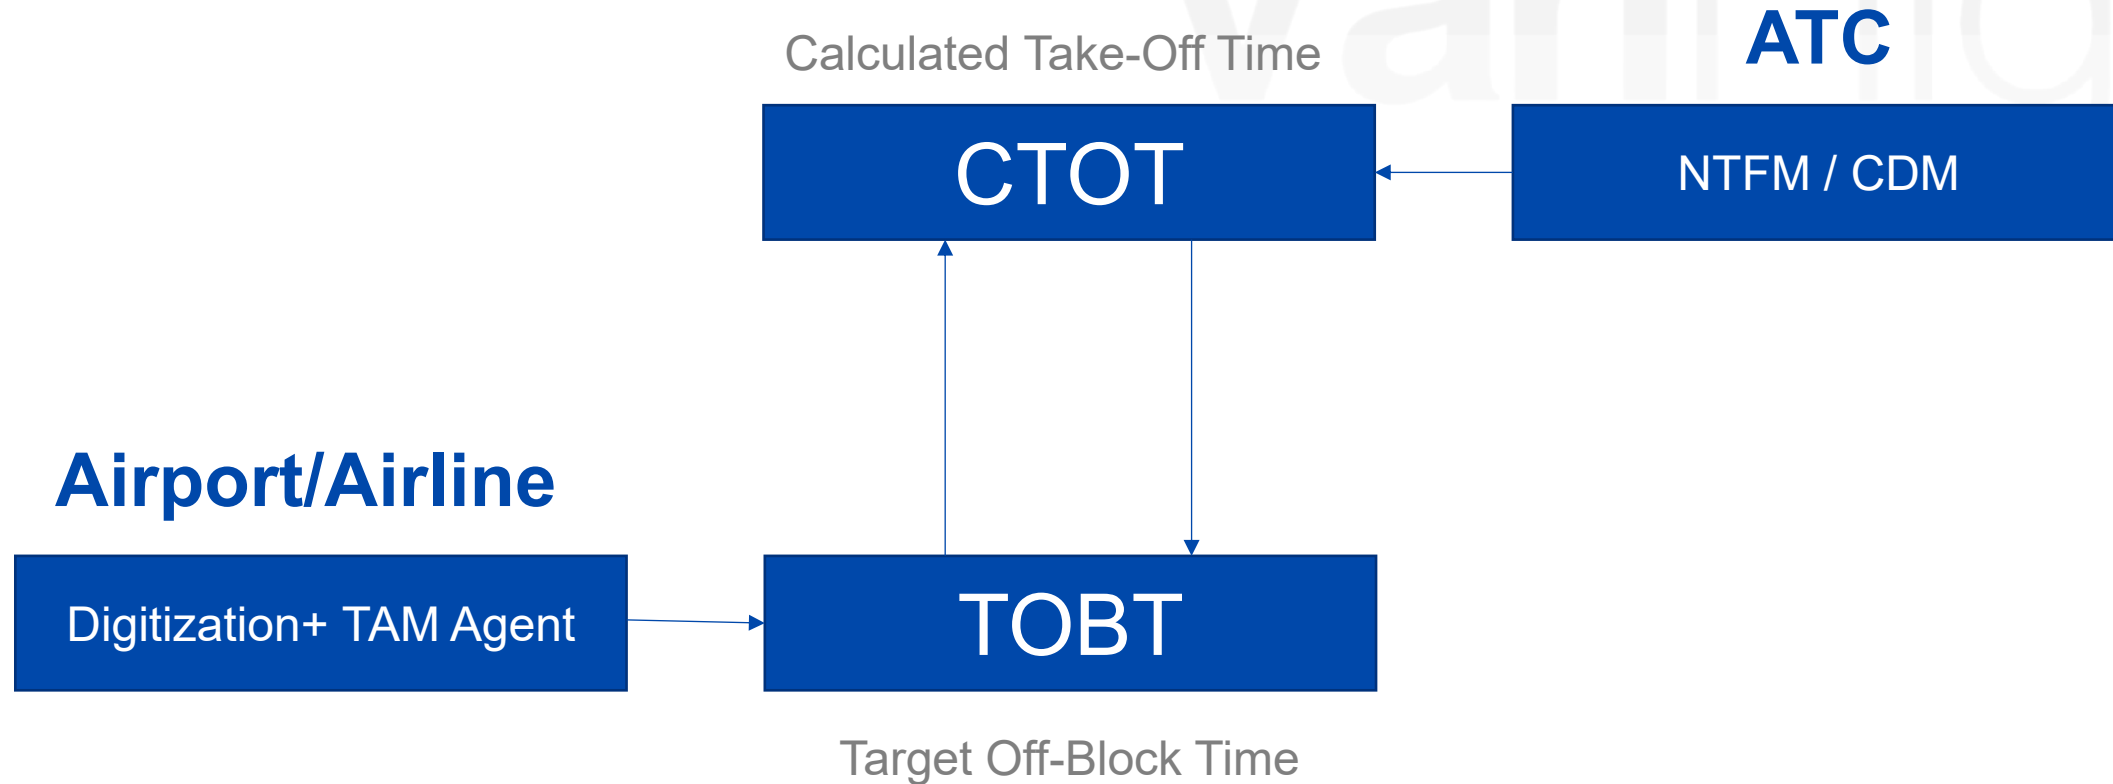 Calculated Take-Off Time
ATC
CTOT
NTFM / CDM
Airport/Airline
Digitization+ TAM Agent
TOBT
Target Off-Block Time